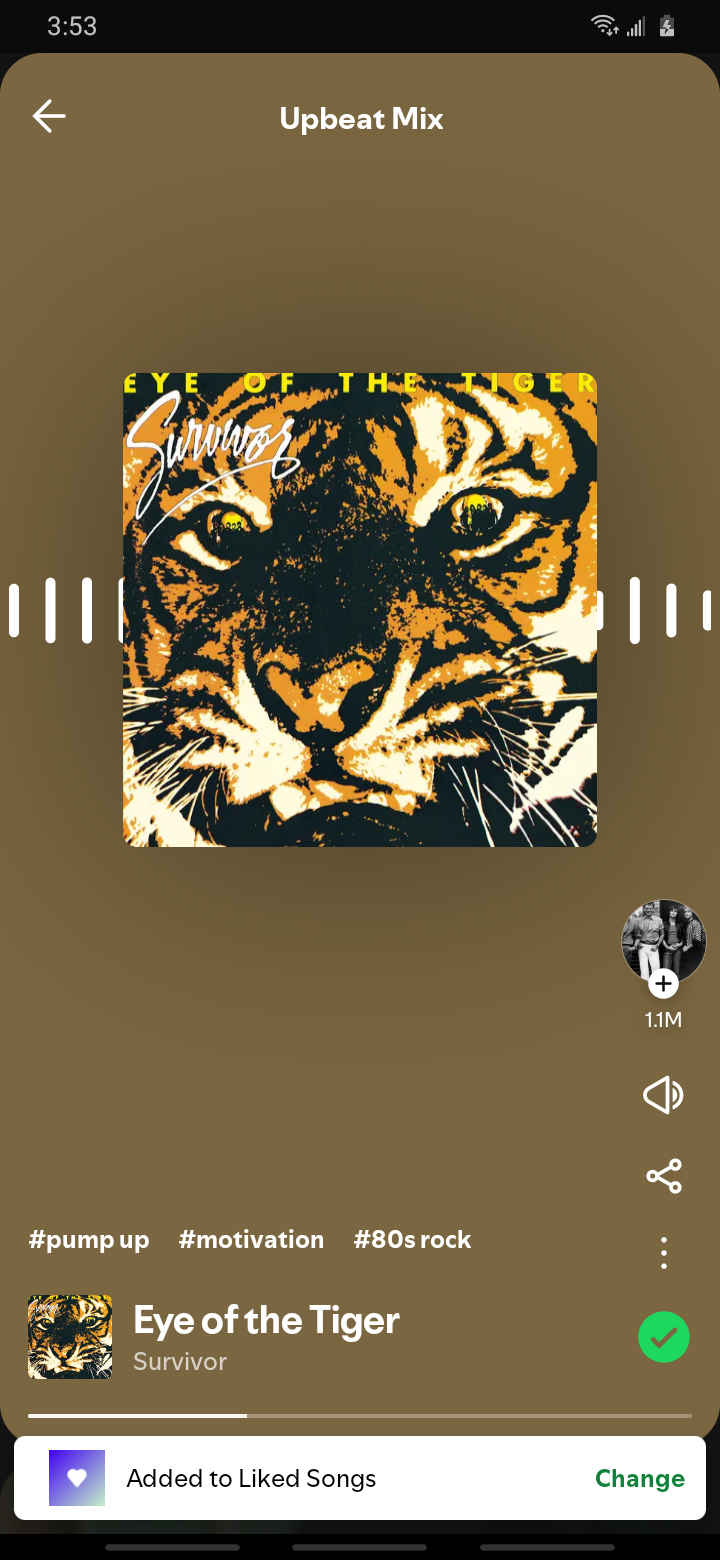 3:53
Upbeat Mix
EYE OF THE TIGER
Survivor
1.1M
#pump up #motivation #80s rock
Eye of the Tiger
Survivor
Added to Liked Songs Change